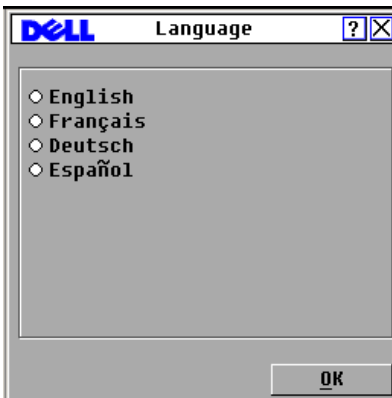 DELL Language ? X
English
Français
Deutsch
Español
OK